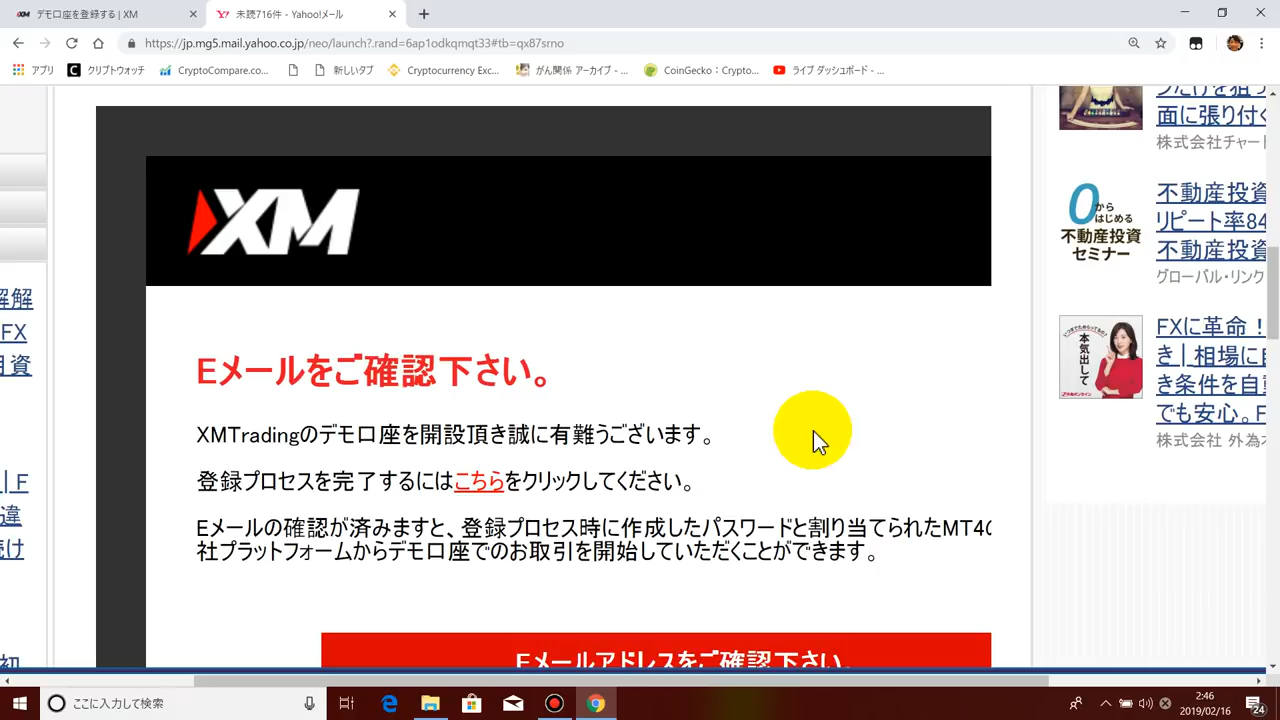 デモ口座を登録する | XM
未読716件 - Yahoo!メール
https://jp.mg5.mail.yahoo.co.jp/neo/launch?.rand=6ap1odkqmqt33#tb=qx87srno
アプリ
クリプトウォッチ
CryptoCompare.co...
新しいタブ
Cryptocurrency Exc...
がん関係 アーカイブ - ...
CoinGecko：Crypto...
ライブ ダッシュボード - ...
XM
Eメールをご確認下さい。
XMTradingのデモ口座を開設頂き誠に有難うございます。
登録プロセスを完了するにはこちらをクリックしてください。
Eメールの確認が済みますと、登録プロセス時に作成したパスワードと割り当てられたMT4の
社プラットフォームからデモ口座でのお取引を開始していただくことができます。
Eメールアドレスをご確認下さい。
解解
FX
目資
|F
違
続け
初
つだけを狙っ
面に張り付く
株式会社チャート
0から
はじめる
不動産投資
セミナー
不動産投資
リピート率84
不動産投資
グローバル・リンク
本気出して
FXに革命！
き | 相場に自
き条件を自動
でも安心。F
株式会社 外為オ
ここに入力して検索
2:46
2019/02/16
24